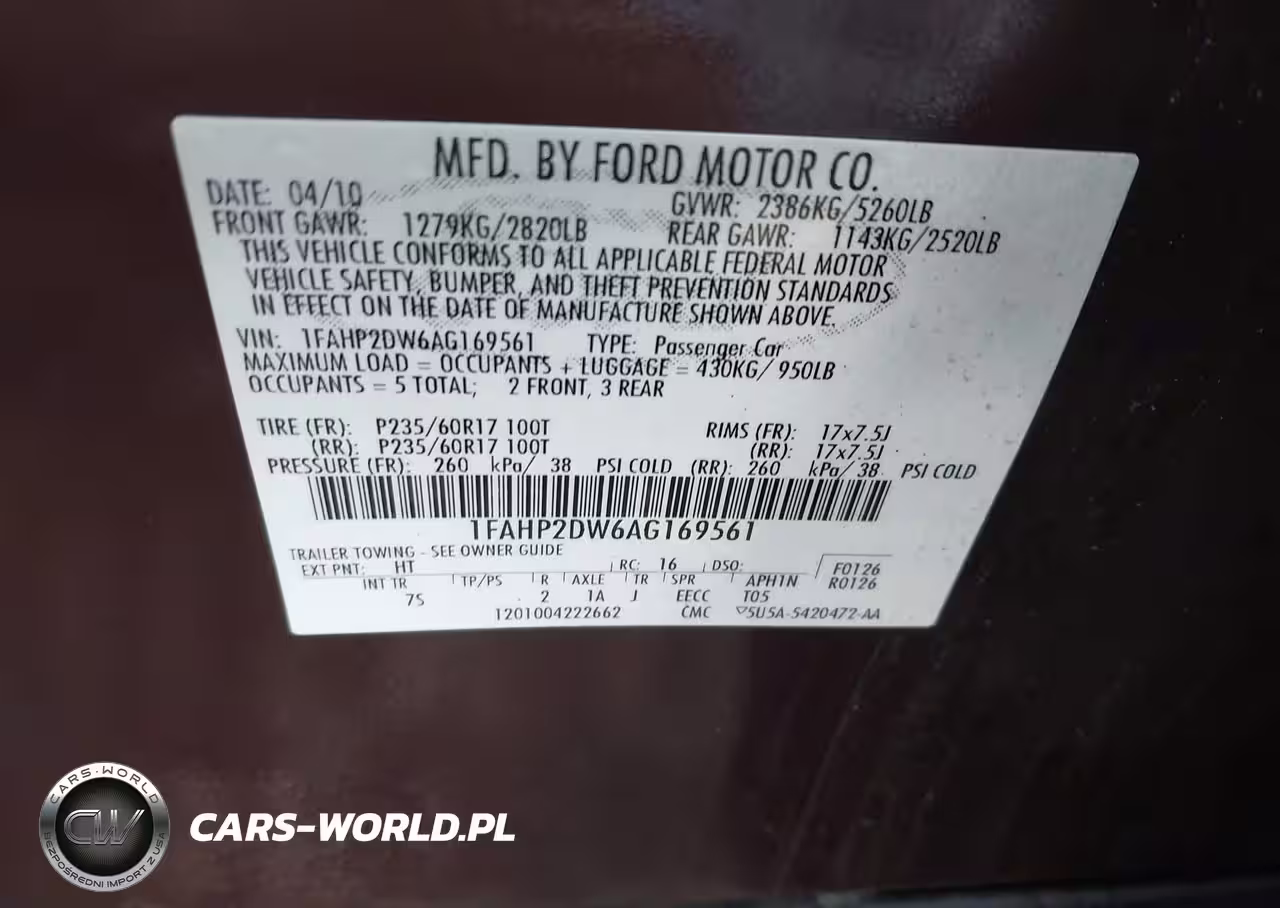 MFD. BY FORD MOTOR CO.
DATE: 04/10 GVWR: 2386KG/5260LB
FRONT GAWR: 1279KG/2820LB REAR GAWR: 1143KG/2520LB
THIS VEHICLE CONFORMS TO ALL APPLICABLE FEDERAL MOTOR
VEHICLE SAFETY, BUMPER, AND THEFT PREVENTION STANDARDS
IN EFFECT ON THE DATE OF MANUFACTURE SHOWN ABOVE.
VIN: 1FAHP2DW6AG169561 TYPE: Passenger Car
MAXIMUM LOAD = OCCUPANTS + LUGGAGE = 430KG/ 950LB
OCCUPANTS = 5 TOTAL; 2 FRONT, 3 REAR
TIRE (FR): P235/60R17 100T RIMS (FR): 17x7.5J
(RR): P235/60R17 100T (RR): 17x7.5J
PRESSURE (FR): 260 kPa/ 38 PSI COLD (RR): 260 kPa/ 38 PSI COLD
1FAHP2DW6AG169561
TRAILER TOWING - SEE OWNER GUIDE
EXT PNT: HT RC: 16 DSO: F0126
INT TR TP/PS R AXLE TR SPR APH1N R0126
7S 2 1A J EECC T05
1201004222662 CMC ▽5U5A-5420472-AA
CARS-WORLD
CW
BEZPOŚREDNI IMPORT Z USA
CARS-WORLD.PL